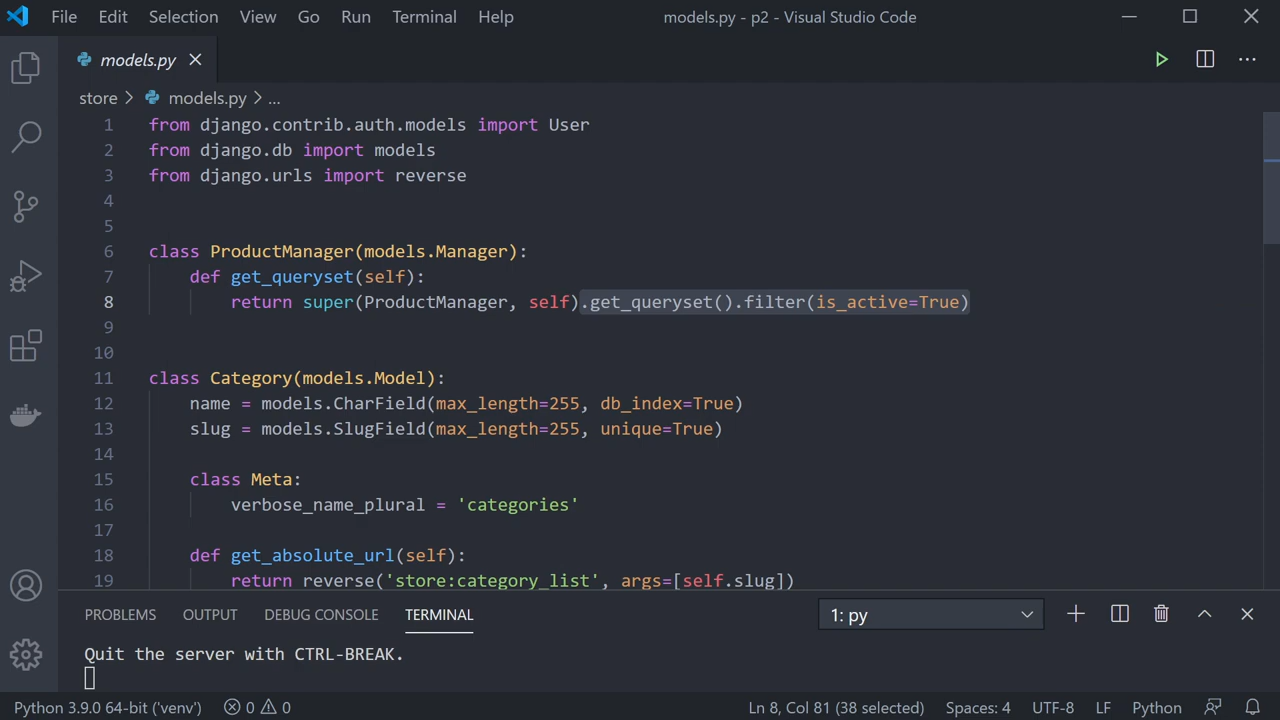 File Edit Selection View Go Run Terminal Help models.py - p2 - Visual Studio Code
models.py
store > models.py > ...
1 from django.contrib.auth.models import User
2 from django.db import models
3 from django.urls import reverse
4
5
6 class ProductManager(models.Manager):
7 def get_queryset(self):
8 return super(ProductManager, self).get_queryset().filter(is_active=True)
9
10
11 class Category(models.Model):
12 name = models.CharField(max_length=255, db_index=True)
13 slug = models.SlugField(max_length=255, unique=True)
14
15 class Meta:
16 verbose_name_plural = 'categories'
17
18 def get_absolute_url(self):
19 return reverse('store:category_list', args=[self.slug])
PROBLEMS OUTPUT DEBUG CONSOLE TERMINAL 1: py
Quit the server with CTRL-BREAK.
Python 3.9.0 64-bit ('venv') 0 0 Ln 8, Col 81 (38 selected) Spaces: 4 UTF-8 LF Python